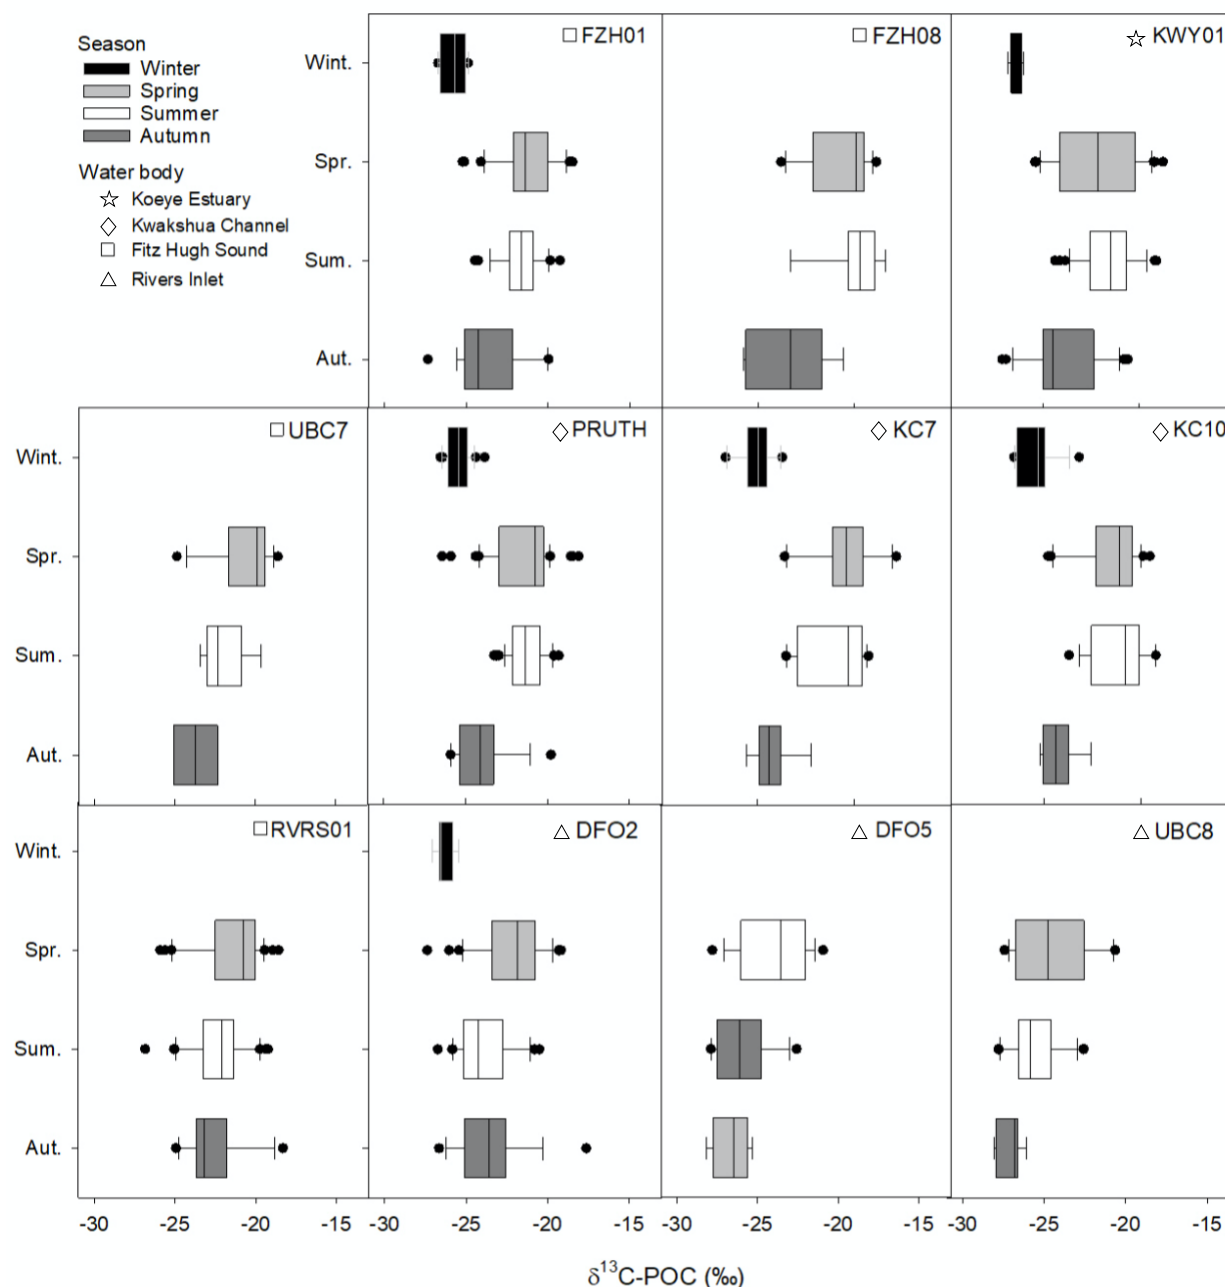 Season
Winter
Spring
Summer
Autumn
Water body
Koeye Estuary
Kwakshua Channel
Fitz Hugh Sound
Rivers Inlet
FZH01
FZH08
KWY01
Wint.
Spr.
Sum.
Aut.
UBC7
PRUTH
KC7
KC10
Wint.
Spr.
Sum.
Aut.
RVRS01
DFO2
DFO5
UBC8
Wint.
Spr.
Sum.
Aut.
-30 -25 -20 -15 -30 -25 -20 -15 -30 -25 -20 -15 -30 -25 -20 -15
δ13C-POC (‰)